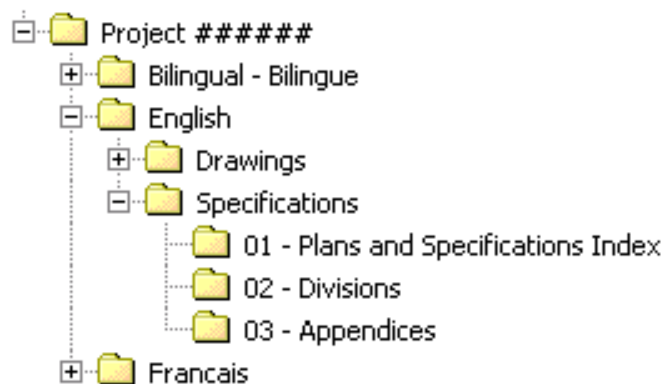 Project ######
Bilingual - Bilingue
English
Drawings
Specifications
01 - Plans and Specifications Index
02 - Divisions
03 - Appendices
Francais